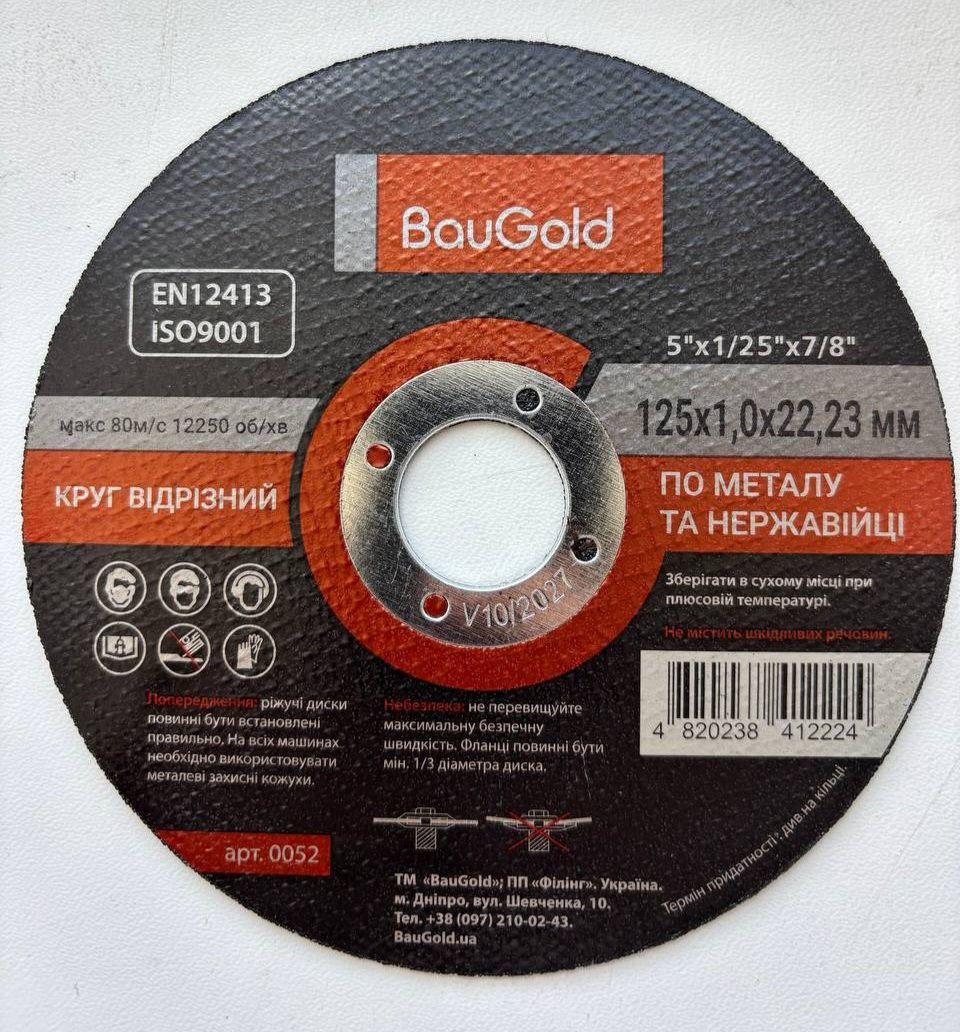 BauGold
EN12413
ISO9001
5"x1/25"x7/8"
макс 80м/с 12250 об/хв
125x1,0x22,23 мм
КРУГ ВІДРІЗНИЙ
ПО МЕТАЛУ
ТА НЕРЖАВІЙЦІ
V10/2027
Зберігати в сухому місці при
плюсовій температурі.
Не містить шкідливих речовин.
4 820238 412224
Попередження: ріжучі диски
повинні бути встановлені
правильно. На всіх машинах
необхідно використовувати
металеві захисні кожухи.
Небезпека: не перевищуйте
максимальну безпечну
швидкість. Фланці повинні бути
мін. 1/3 діаметра диска.
Термін придатності: див.на кільці.
арт. 0052
ТМ «BauGold»; ПП «Філінг». Україна.
м. Дніпро, вул. Шевченка, 10.
Тел. +38 (097) 210-02-43.
BauGold.ua